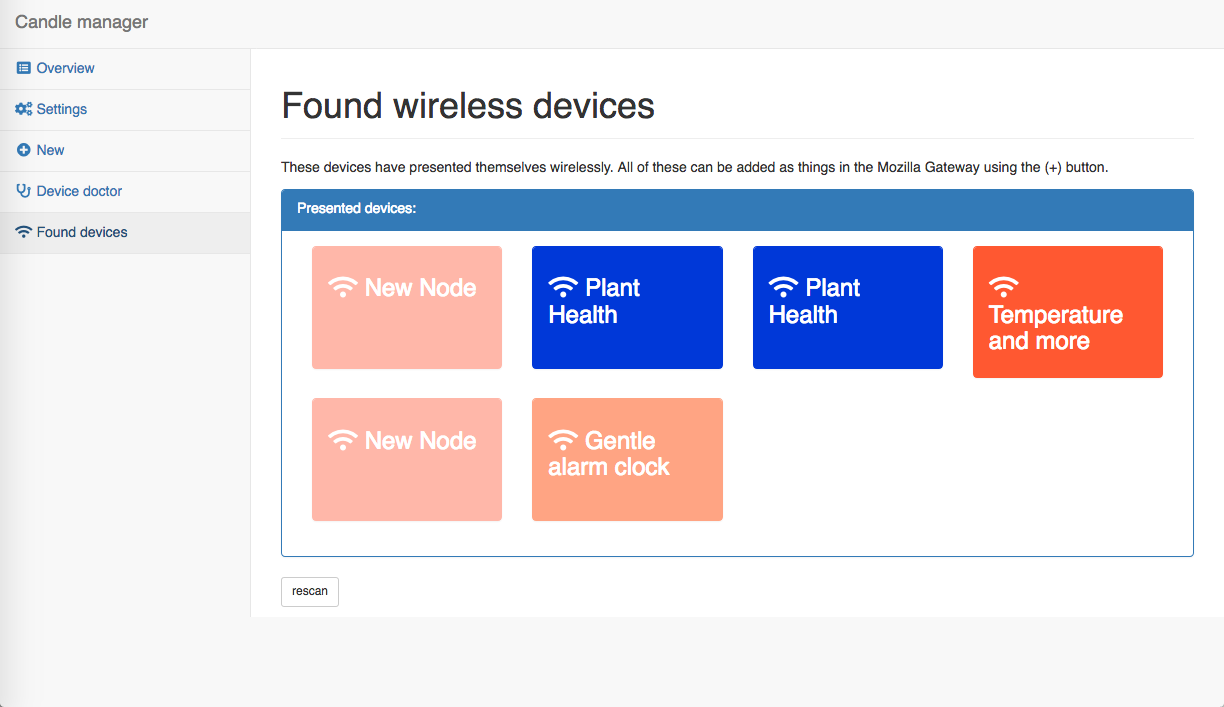 Candle manager
Overview
Settings
New
Device doctor
Found devices
Found wireless devices
These devices have presented themselves wirelessly. All of these can be added as things in the Mozilla Gateway using the (+) button.
Presented devices:
New Node
Plant
Health
Plant
Health
Temperature
and more
New Node
Gentle
alarm clock
rescan